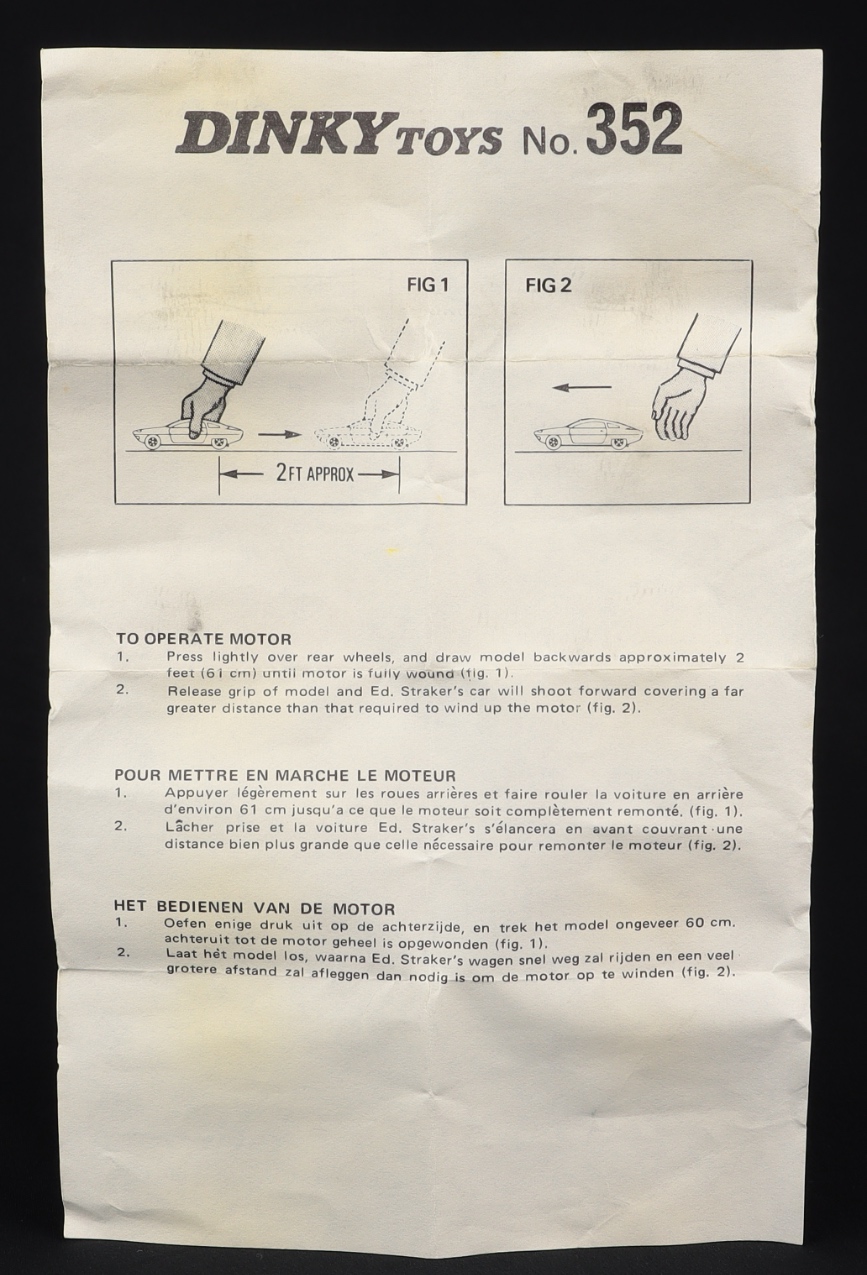 DINKY TOYS No. 352
FIG 1
FIG 2
2 FT APPROX
TO OPERATE MOTOR
1. Press lightly over rear wheels, and draw model backwards approximately 2
feet (61 cm) until motor is fully wound (fig. 1).
2. Release grip of model and Ed. Straker's car will shoot forward covering a far
greater distance than that required to wind up the motor (fig. 2).
POUR METTRE EN MARCHE LE MOTEUR
1. Appuyer légèrement sur les roues arrières et faire rouler la voiture en arrière
d'environ 61 cm jusqu'a ce que le moteur soit complètement remonté. (fig. 1).
2. Lâcher prise et la voiture Ed. Straker's s'élancera en avant couvrant une
distance bien plus grande que celle nécessaire pour remonter le moteur (fig. 2).
HET BEDIENEN VAN DE MOTOR
1. Oefen enige druk uit op de achterzijde, en trek het model ongeveer 60 cm.
achteruit tot de motor geheel is opgewonden (fig. 1).
2. Laat het model los, waarna Ed. Straker's wagen snel weg zal rijden en een veel
grotere afstand zal afleggen dan nodig is om de motor op te winden (fig. 2).